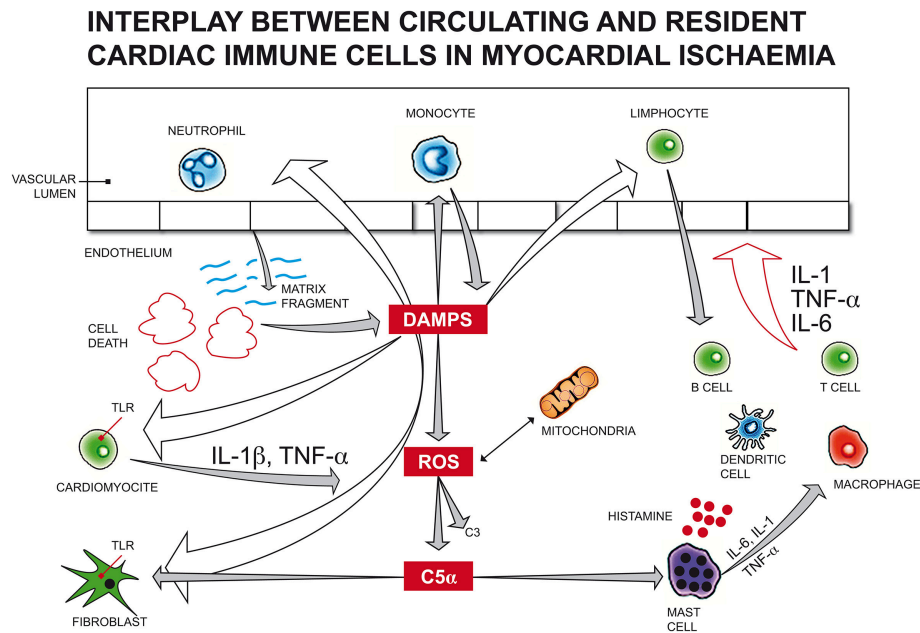 INTERPLAY BETWEEN CIRCULATING AND RESIDENT
CARDIAC IMMUNE CELLS IN MYOCARDIAL ISCHAEMIA
NEUTROPHIL
MONOCYTE
LIMPHOCYTE
VASCULAR
LUMEN
ENDOTHELIUM
MATRIX
FRAGMENT
CELL
DEATH
DAMPS
IL-1
TNF-α
IL-6
B CELL
T CELL
TLR
CARDIOMYOCITE
IL-1β, TNF-α
ROS
MITOCHONDRIA
DENDRITIC
CELL
MACROPHAGE
C3
HISTAMINE
IL-6, IL-1
TNF-α
TLR
FIBROBLAST
C5α
MAST
CELL